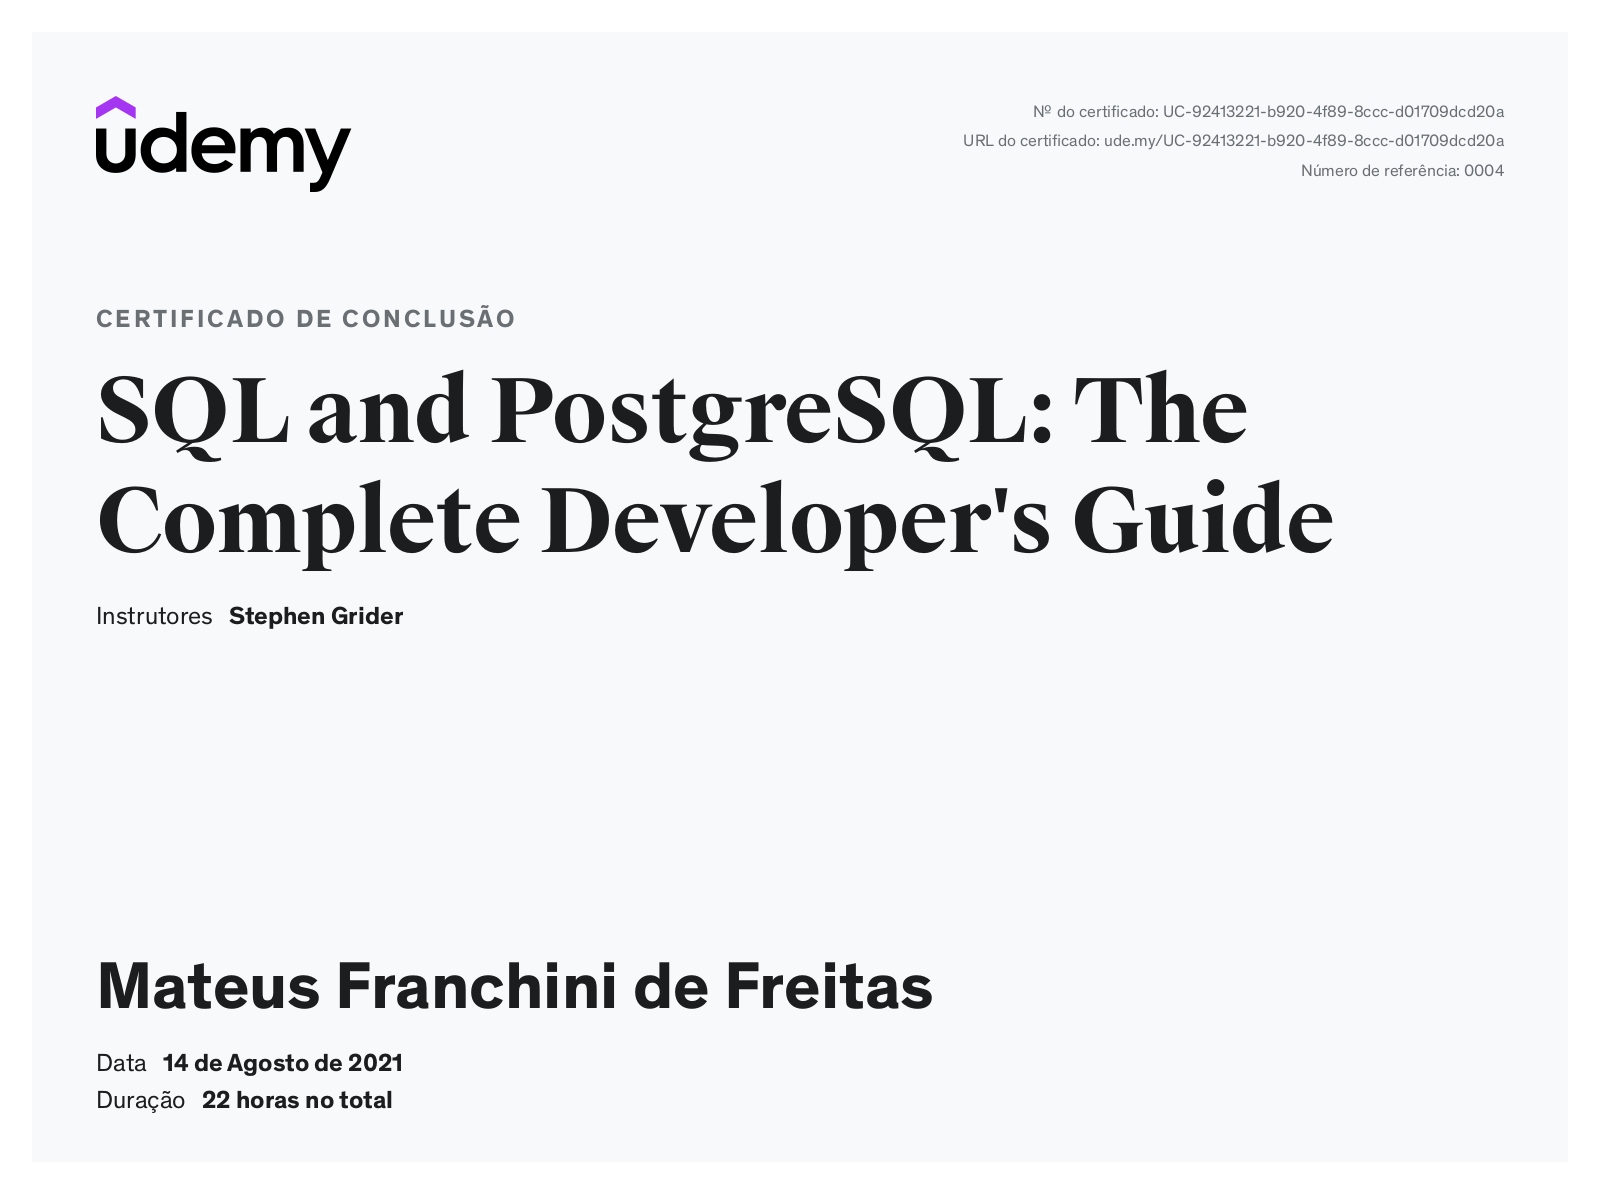 udemy
Nº do certificado: UC-92413221-b920-4f89-8ccc-d01709dcd20a
URL do certificado: ude.my/UC-92413221-b920-4f89-8ccc-d01709dcd20a
Número de referência: 0004
CERTIFICADO DE CONCLUSÃO
SQL and PostgreSQL: The
Complete Developer's Guide
Instrutores Stephen Grider
Mateus Franchini de Freitas
Data 14 de Agosto de 2021
Duração 22 horas no total